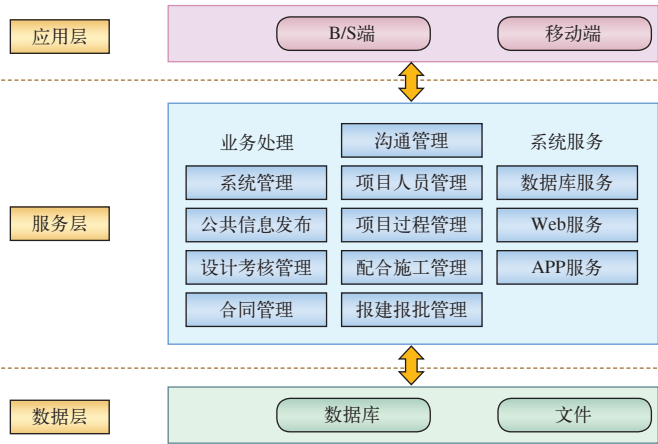 应用层
B/S端
移动端
服务层
业务处理
沟通管理
系统服务
系统管理
项目人员管理
数据库服务
公共信息发布
项目过程管理
Web服务
设计考核管理
配合施工管理
APP服务
合同管理
报建报批管理
数据层
数据库
文件